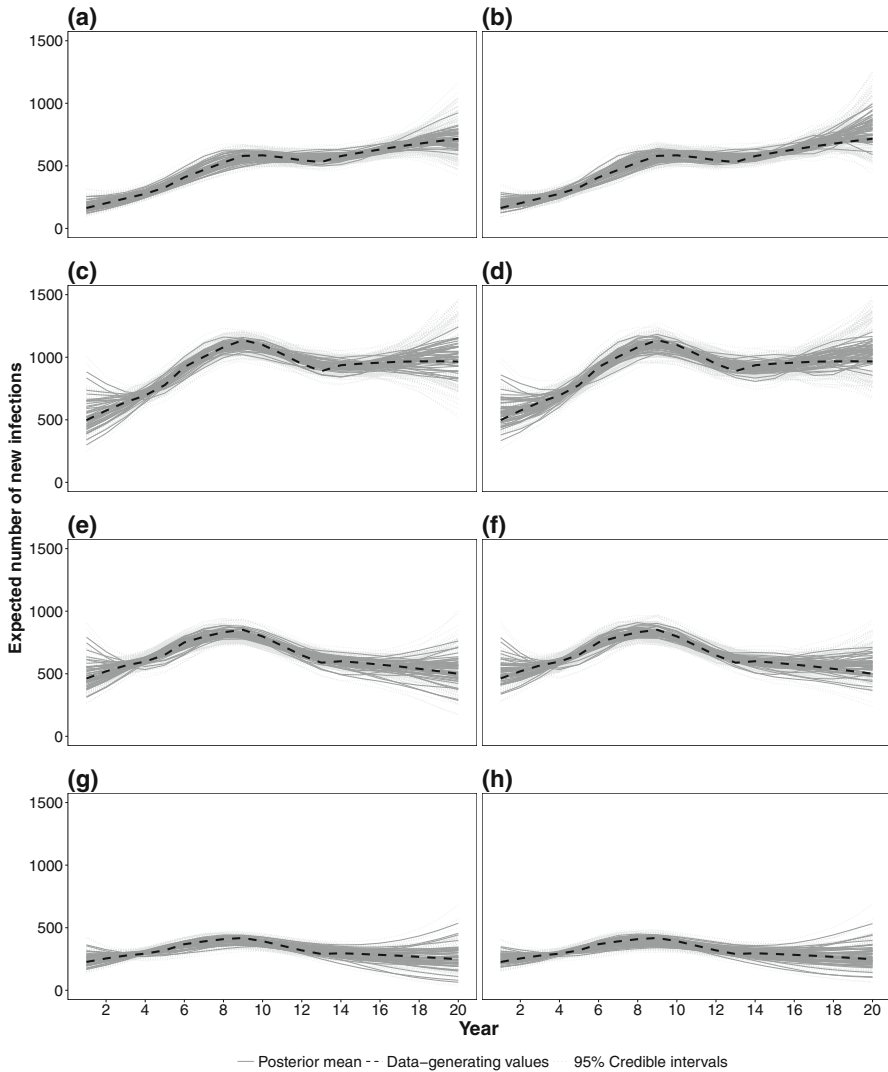 (a) (b)
1500
1000
500
0
(c) (d)
1500
1000
500
0
(e) (f)
1500
1000
500
0
(g) (h)
1500
1000
500
0
2 4 6 8 10 12 14 16 18 20 2 4 6 8 10 12 14 16 18 20
Expected number of new infections
Year
Posterior mean Data−generating values 95% Credible intervals